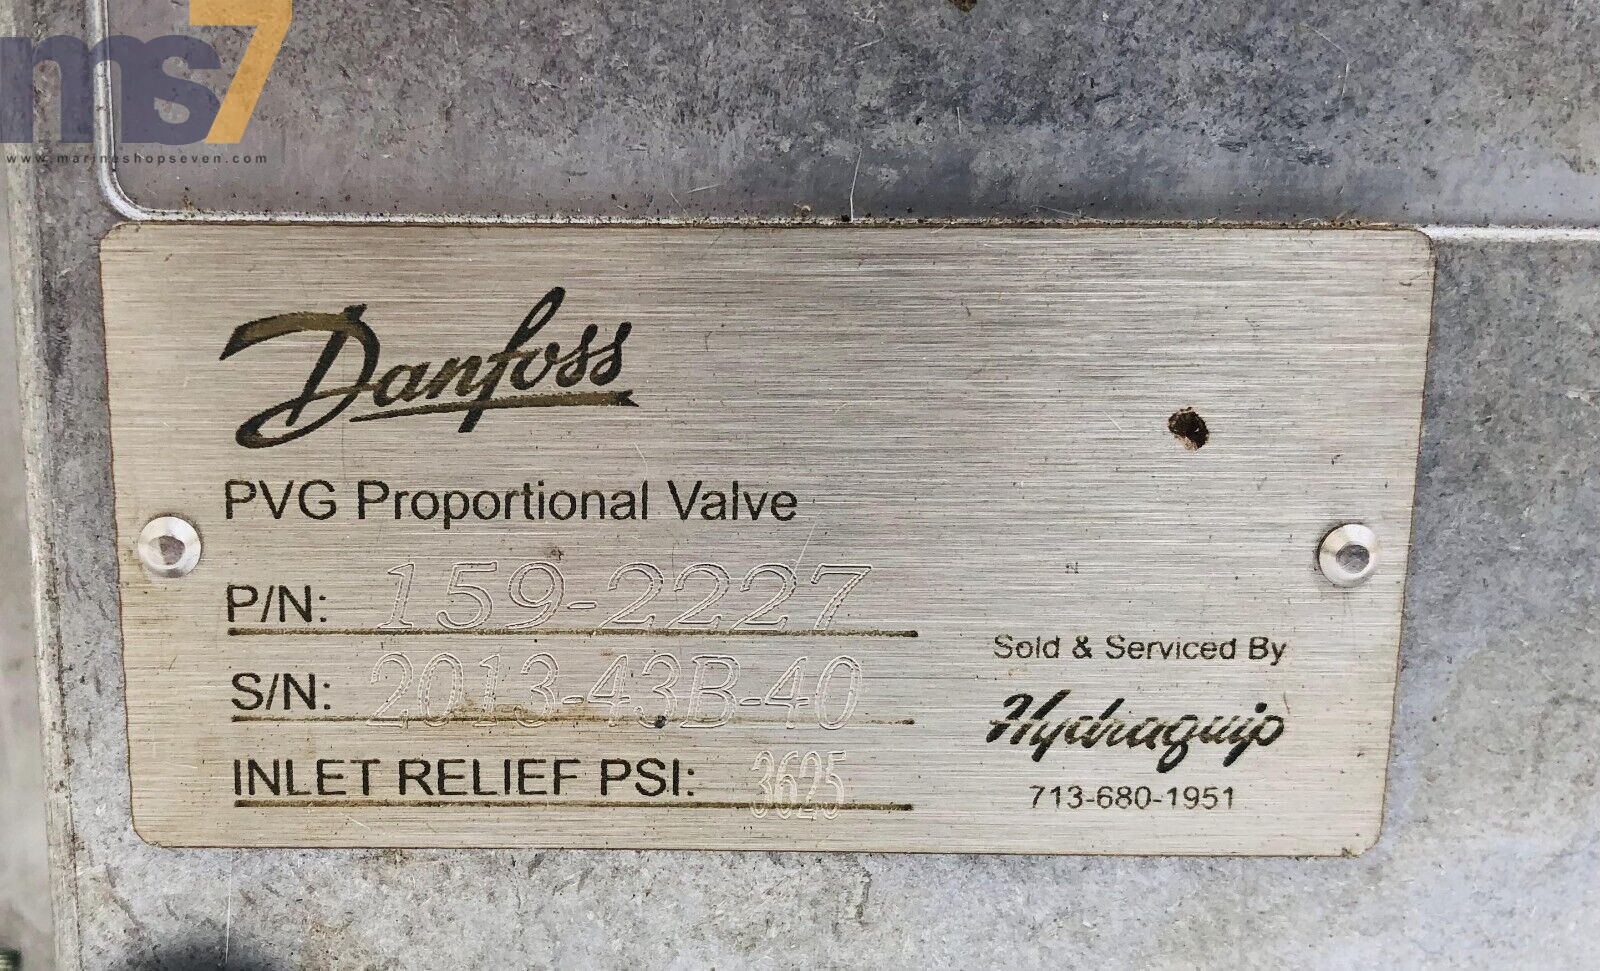 ms7
www.marineshopseven.com
Danfoss
PVG Proportional Valve
P/N: 159-2227
S/N: 2013-43B-40
INLET RELIEF PSI: 3625
Sold & Serviced By
Hydraquip
713-680-1951